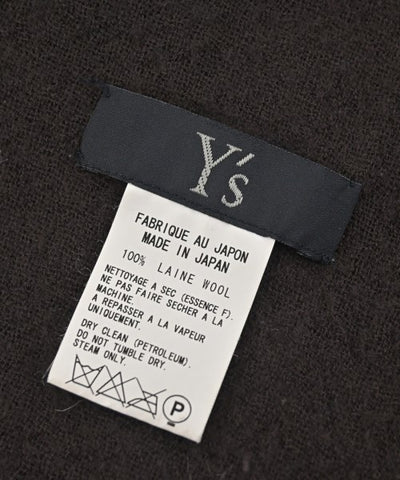 Y's
FABRIQUE AU JAPON
MADE IN JAPAN
100% LAINE WOOL
NETTOYAGE A SEC (ESSENCE F).
NE PAS FAIRE SECHER A LA
MACHINE.
A REPASSER A LA VAPEUR
UNIQUEMENT.
DRY CLEAN (PETROLEUM).
DO NOT TUMBLE DRY.
STEAM ONLY.
P